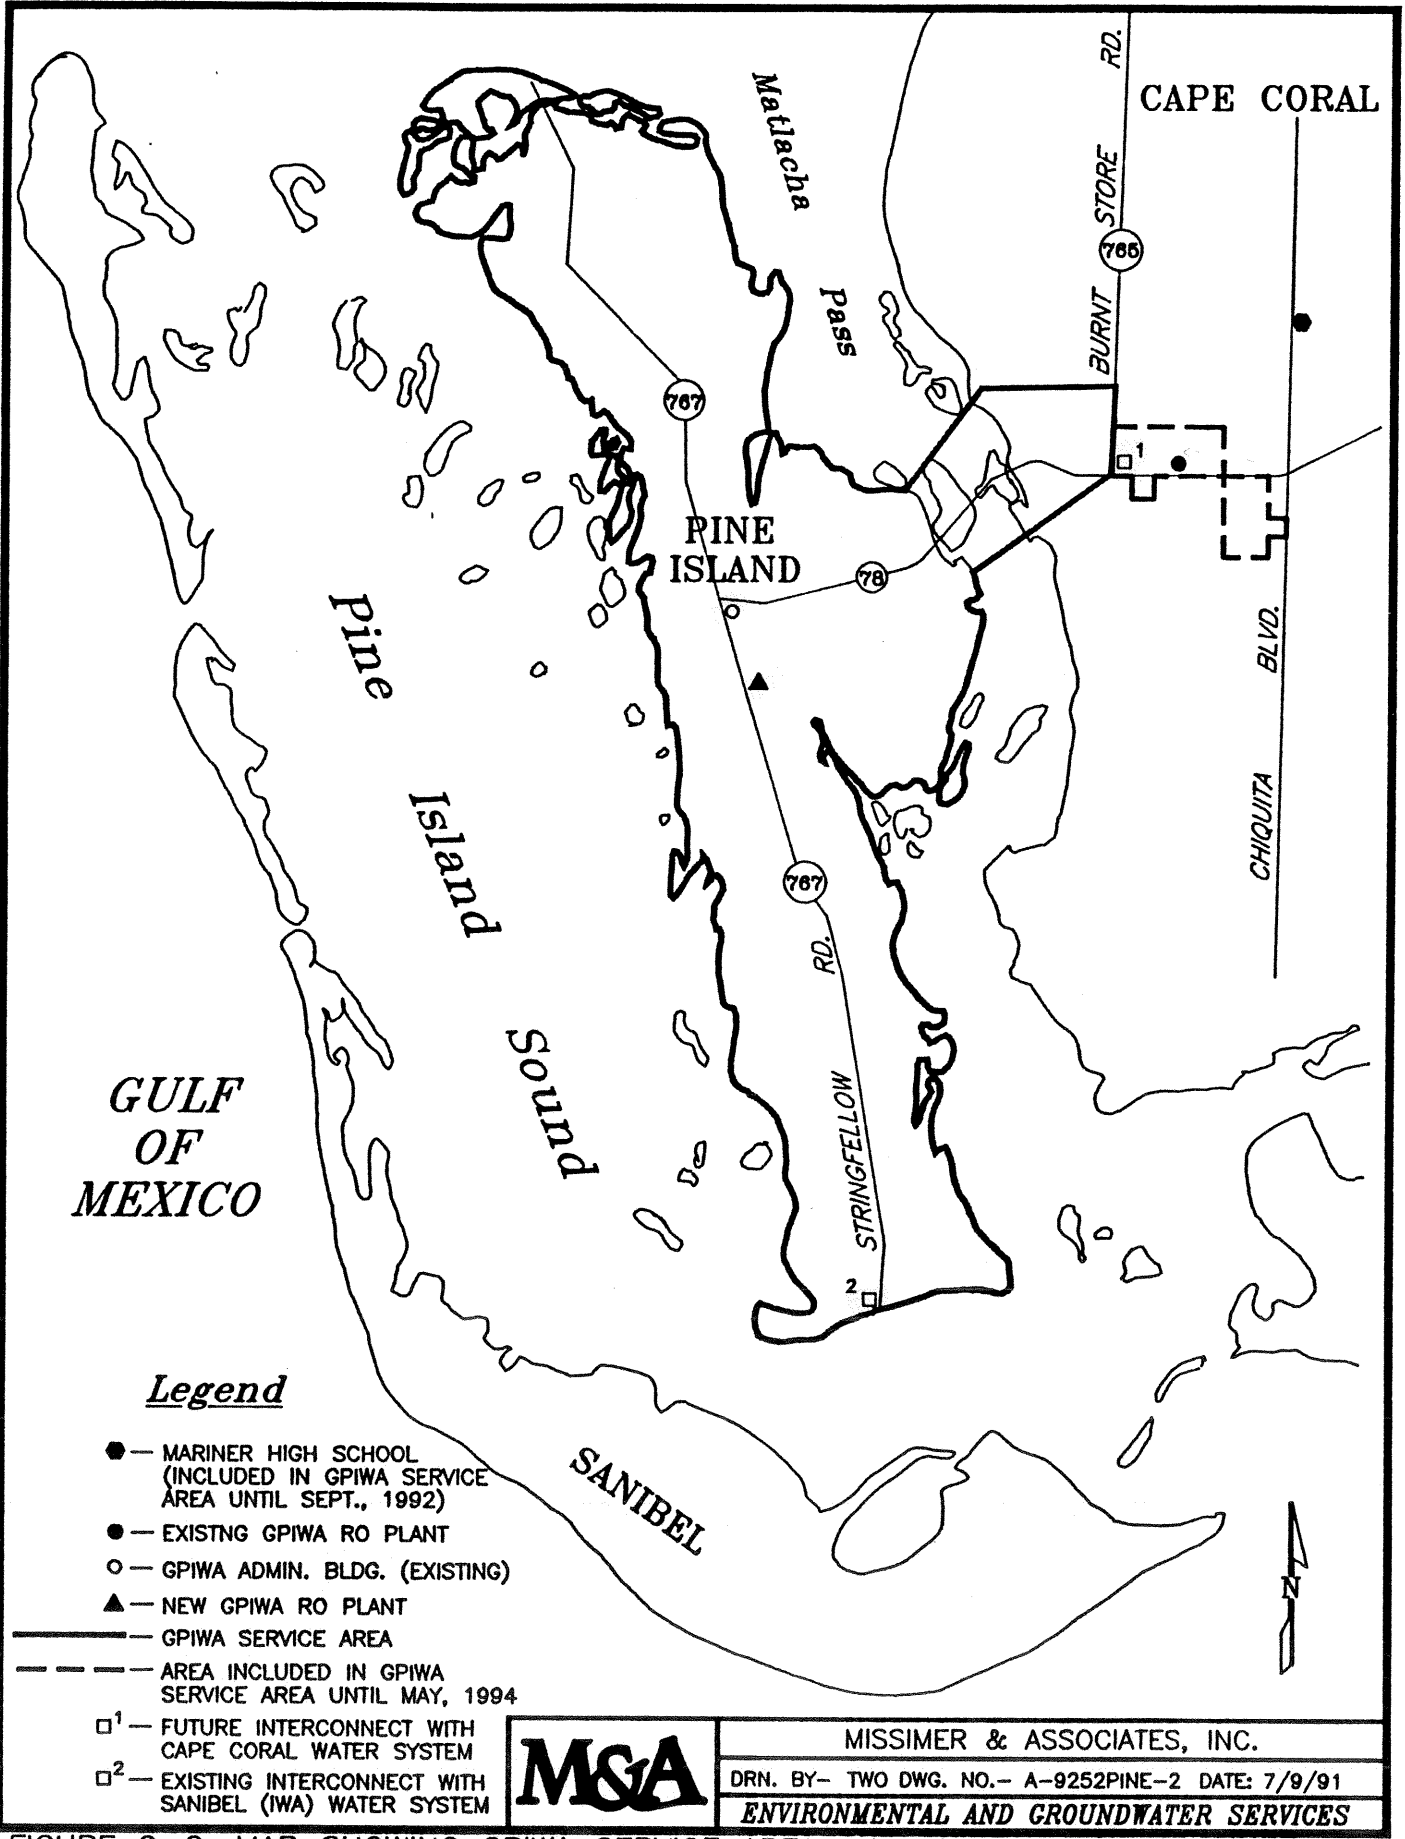 CAPE CORAL
Matlacha
Pass
BURNT STORE RD.
765
767
1
PINE
ISLAND
78
CHIQUITA BLVD.
Pine
Island
Sound
767
STRINGFELLOW RD.
2
GULF
OF
MEXICO
SANIBEL
N
Legend
— MARINER HIGH SCHOOL
(INCLUDED IN GPIWA SERVICE
AREA UNTIL SEPT., 1992)
— EXISTNG GPIWA RO PLANT
— GPIWA ADMIN. BLDG. (EXISTING)
— NEW GPIWA RO PLANT
— GPIWA SERVICE AREA
— AREA INCLUDED IN GPIWA
SERVICE AREA UNTIL MAY, 1994
1 — FUTURE INTERCONNECT WITH
CAPE CORAL WATER SYSTEM
2 — EXISTING INTERCONNECT WITH
SANIBEL (IWA) WATER SYSTEM
M&A
MISSIMER & ASSOCIATES, INC.
DRN. BY- TWO DWG. NO.- A-9252PINE-2 DATE: 7/9/91
ENVIRONMENTAL AND GROUNDWATER SERVICES